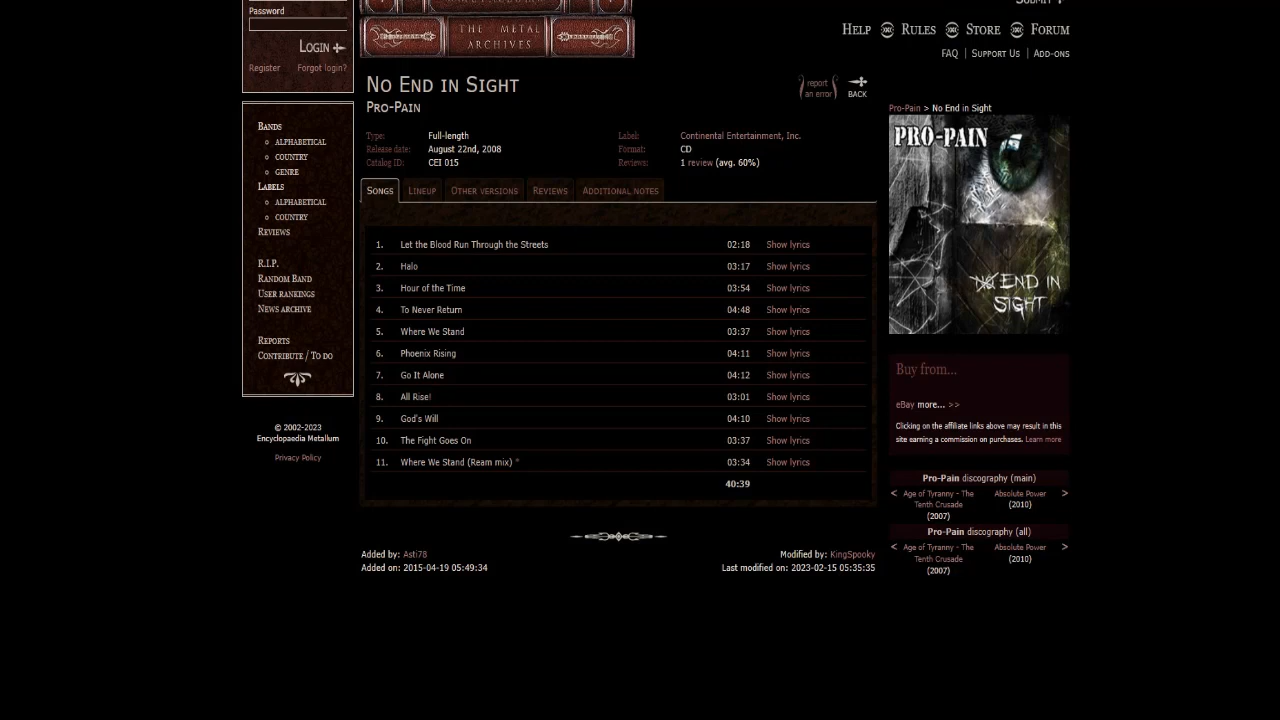 Password
Login
Register Forgot login?
Bands
Alphabetical
Country
Genre
Labels
Alphabetical
Country
Reviews
R.I.P.
Random Band
User rankings
News archive
Reports
Contribute / To do
© 2002-2023
Encyclopaedia Metallum
Privacy Policy
THE METAL
ARCHIVES
Help Rules Store Forum
FAQ | Support Us | Add-ons
No End in Sight
Pro-Pain
report
an error
BACK
Type: Full-length
Release date: August 22nd, 2008
Catalog ID: CEI 015
Label: Continental Entertainment, Inc.
Format: CD
Reviews: 1 review (avg. 60%)
Songs Lineup Other versions Reviews Additional notes
1. Let the Blood Run Through the Streets 02:18 Show lyrics
2. Halo 03:17 Show lyrics
3. Hour of the Time 03:54 Show lyrics
4. To Never Return 04:48 Show lyrics
5. Where We Stand 03:37 Show lyrics
6. Phoenix Rising 04:11 Show lyrics
7. Go It Alone 04:12 Show lyrics
8. All Rise! 03:01 Show lyrics
9. God's Will 04:10 Show lyrics
10. The Fight Goes On 03:37 Show lyrics
11. Where We Stand (Ream mix) * 03:34 Show lyrics
40:39
Added by: Asti78
Added on: 2015-04-19 05:49:34
Modified by: KingSpooky
Last modified on: 2023-02-15 05:35:35
Pro-Pain > No End in Sight
PRO-PAIN
NO END IN
SIGHT
Buy from...
eBay more... >>
Clicking on the affiliate links above may result in this
site earning a commission on purchases. Learn more
Pro-Pain discography (main)
< Age of Tyranny - The Tenth Crusade (2007) Absolute Power (2010) >
Pro-Pain discography (all)
< Age of Tyranny - The Tenth Crusade (2007) Absolute Power (2010) >